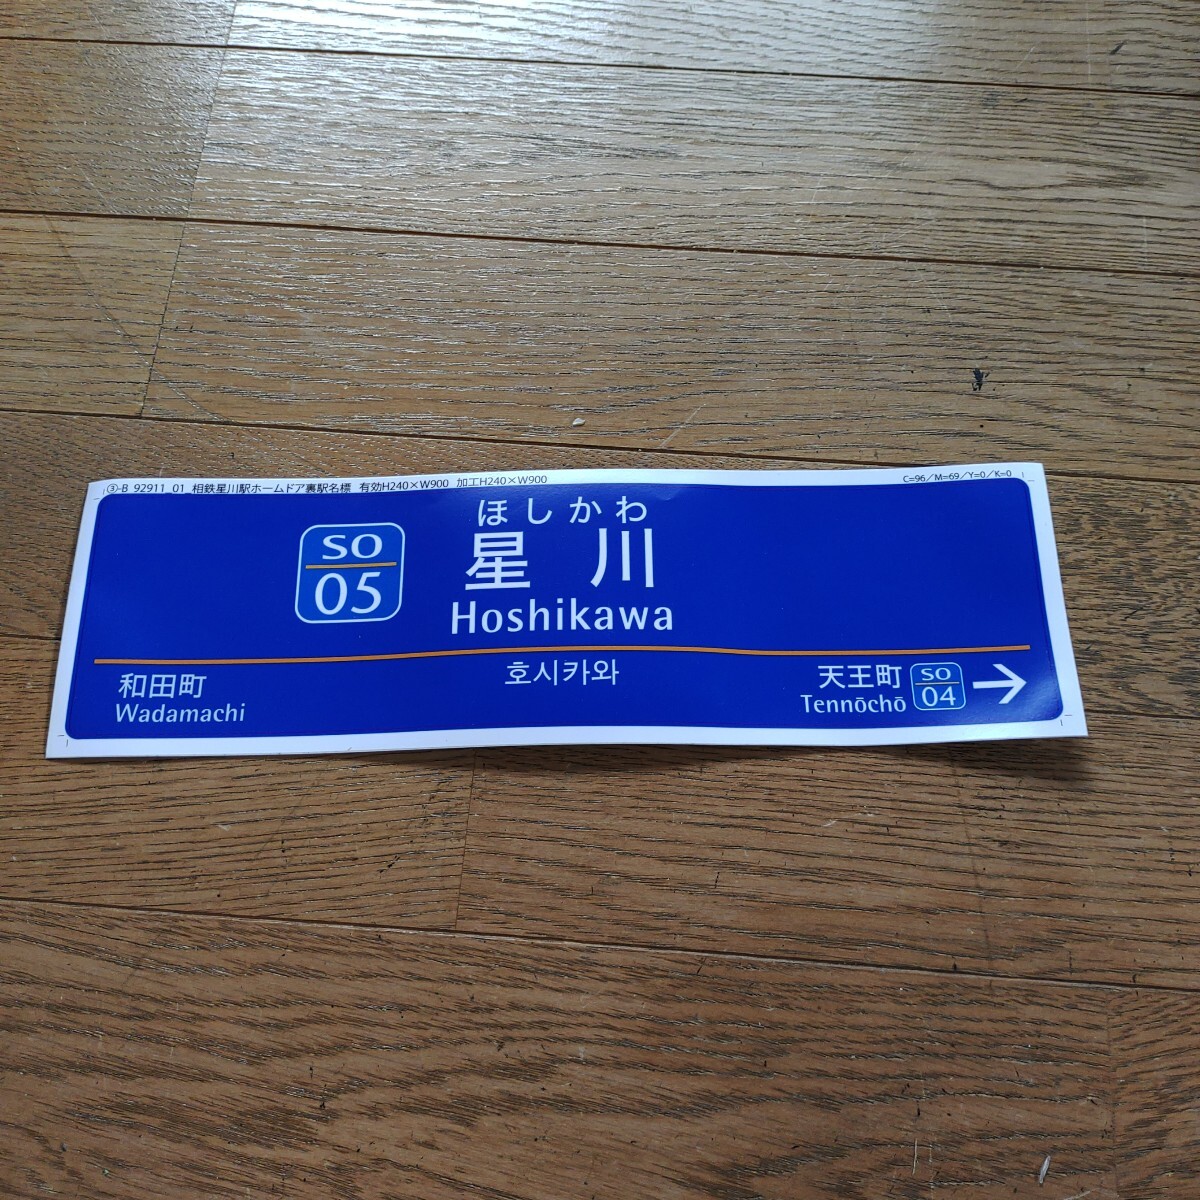 ③-B 92911_01 相鉄星川駅ホームドア裏駅名標 有効H240×W900 加工H240×W900
C=96/M=69/Y=0/K=0
SO
05
ほしかわ
星川
Hoshikawa
호시카와
和田町
Wadamachi
天王町
Tennōchō
SO
04